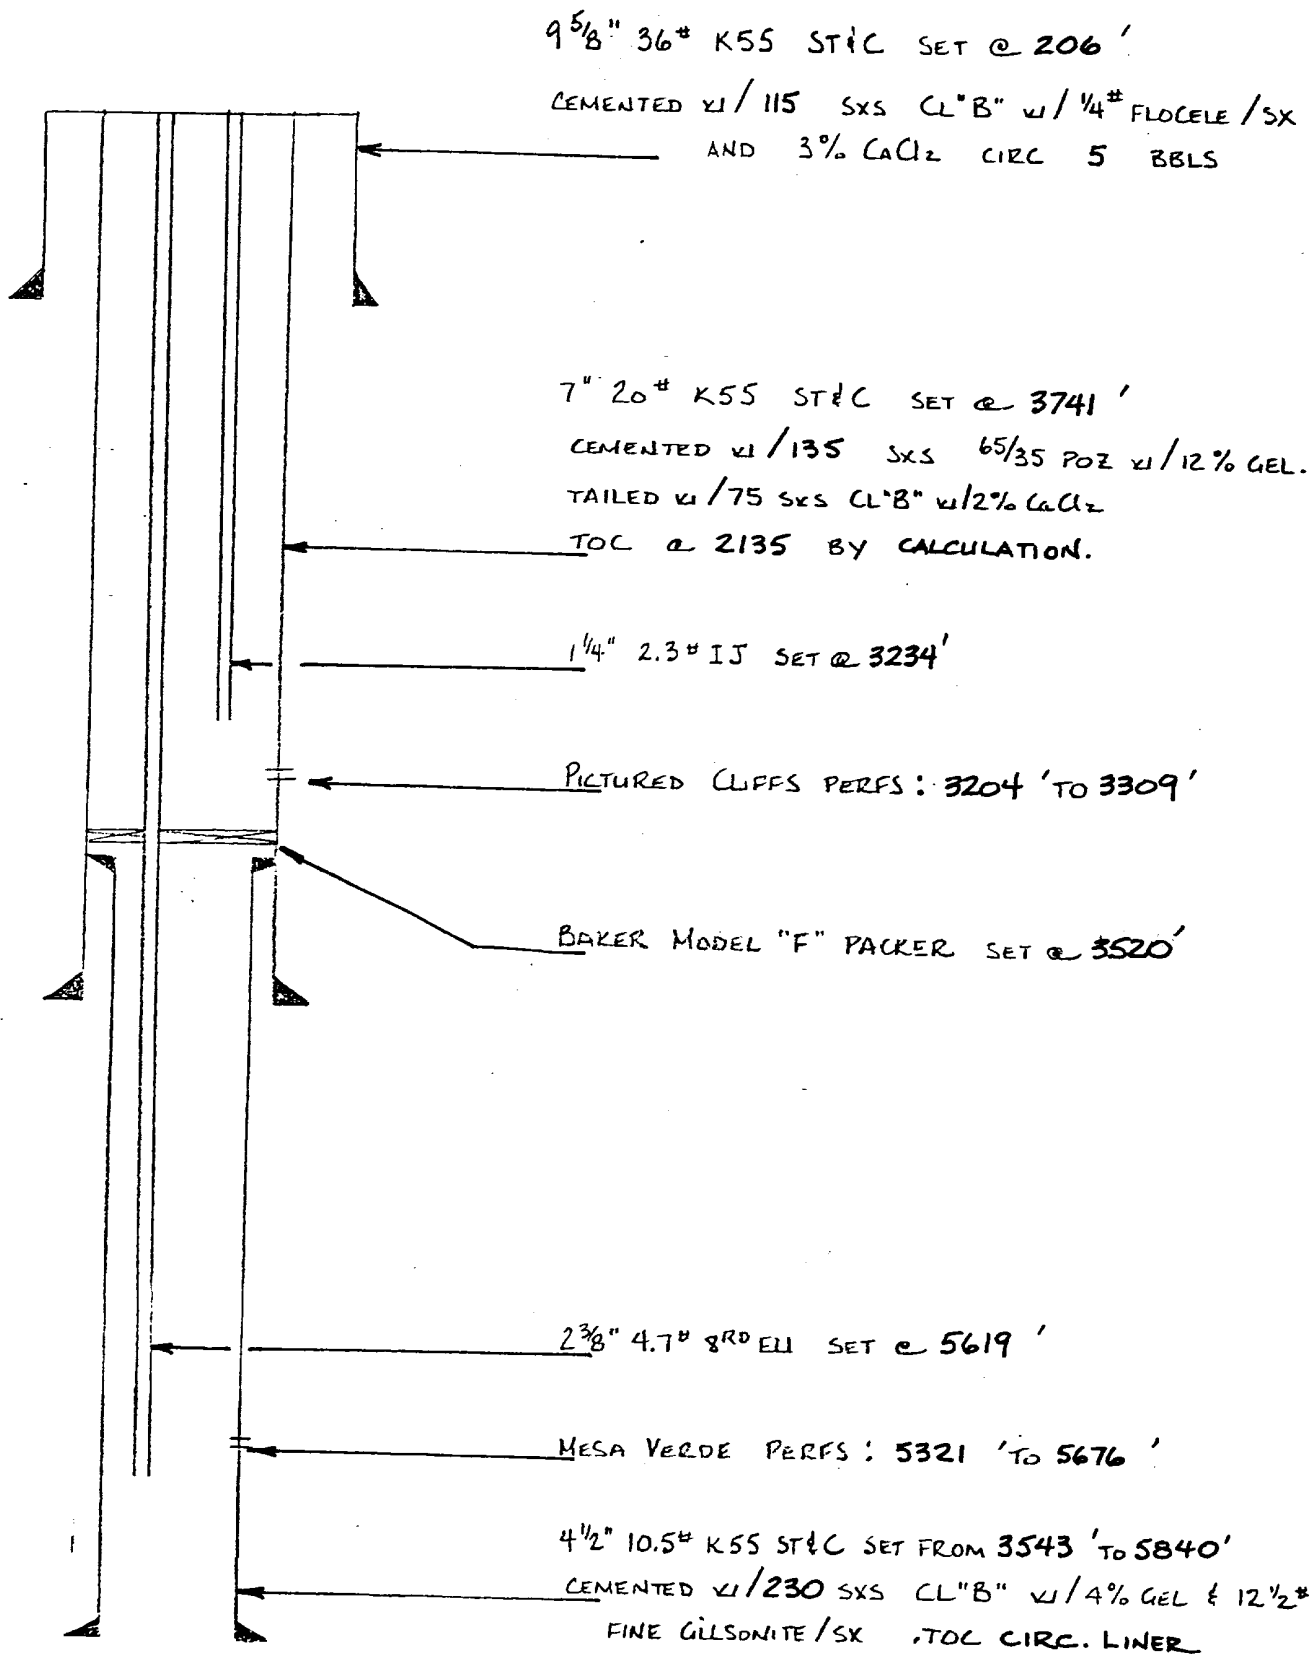 9 5/8" 36# K55 ST&C SET @ 206'
CEMENTED W/ 115 SXS CL"B" W/ 1/4# FLOCELE /SX
AND 3% CaCl2 CIRC 5 BBLS
7" 20# K55 ST&C SET @ 3741'
CEMENTED W/135 SXS 65/35 POZ W/12% GEL.
TAILED W/75 SXS CL"B" W/2% CaCl2
TOC @ 2135 BY CALCULATION.
1 1/4" 2.3# IJ SET @ 3234'
PICTURED CLIFFS PERFS: 3204' TO 3309'
BAKER MODEL "F" PACKER SET @ 3520'
2 3/8" 4.7# 8RD EU SET @ 5619'
MESA VERDE PERFS: 5321' TO 5676'
4 1/2" 10.5# K55 ST&C SET FROM 3543' TO 5840'
CEMENTED W/230 SXS CL"B" W/4% GEL & 12 1/2#
FINE GILSONITE/SX .TOC CIRC. LINER